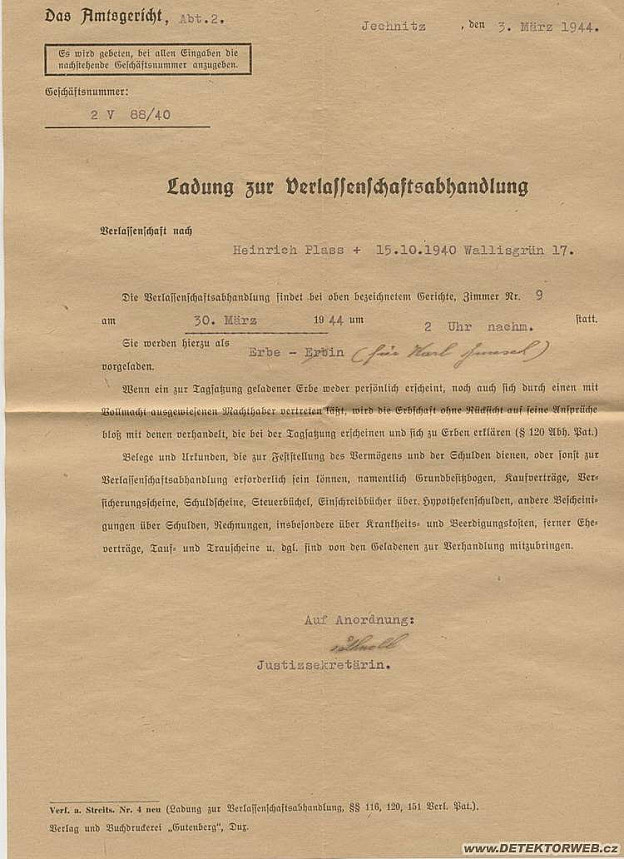 Das Amtsgericht, Abt.2.
Jechnitz, den 3. März 1944.
Es wird gebeten, bei allen Eingaben die
nachstehende Geschäftsnummer anzugeben.
Geschäftsnummer:
2 V 88/40
Ladung zur Verlassenschaftsabhandlung
Verlassenschaft nach
Heinrich Plass + 15.10.1940 Wallisgrün 17.
Die Verlassenschaftsabhandlung findet bei oben bezeichnetem Gerichte, Zimmer Nr. 9
am 30. März 1944 um 2 Uhr nachm. statt.
Sie werden hierzu als Erbe - Erbin (für Karl
vorgeladen.
Wenn ein zur Tagsatzung geladener Erbe weder persönlich erscheint, noch auch sich durch einen mit
Vollmacht ausgewiesenen Machthaber vertreten läßt, wird die Erbschaft ohne Rücksicht auf seine Ansprüche
bloß mit denen verhandelt, die bei der Tagsatzung erscheinen und sich zu Erben erklären (§ 120 Abh. Pat.)
Belege und Urkunden, die zur Feststellung des Vermögens und der Schulden dienen, oder sonst zur
Verlassenschaftsabhandlung erforderlich sein können, namentlich Grundbesitzbogen, Kaufverträge, Ver-
sicherungsscheine, Schuldscheine, Steuerbüchel, Einschreibbücher über Hypothekenschulden, andere Bescheini-
gungen über Schulden, Rechnungen, insbesondere über Krankheits- und Beerdigungskosten, ferner Ehe-
verträge, Tauf- und Trauscheine u. dgl. sind von den Geladenen zur Verhandlung mitzubringen.
Auf Anordnung:
Justizsekretärin.
Verf. a. Streits. Nr. 4 neu (Ladung zur Verlassenschaftsabhandlung, §§ 116, 120, 151 Verl. Pat.).
Verlag und Buchdruckerei „Gutenberg", Dux.
www.DETEKTORWEB.cz